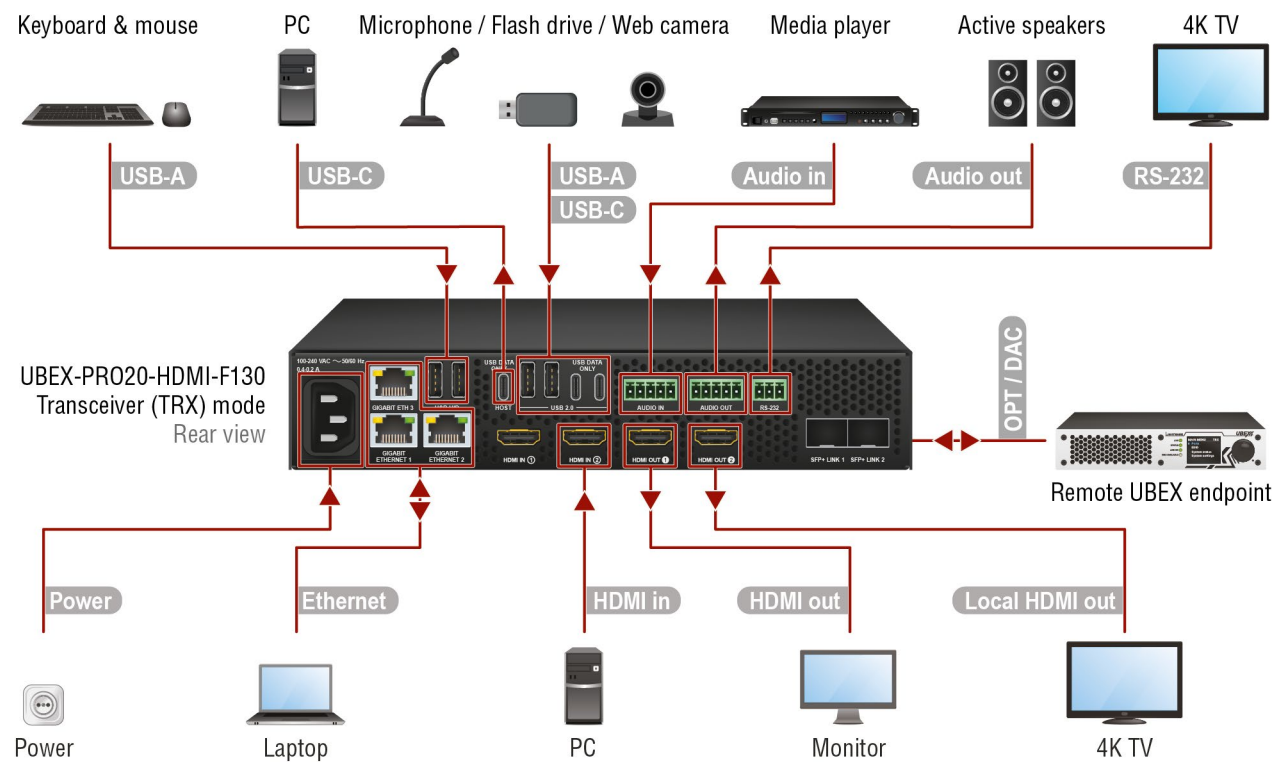 Keyboard & mouse
PC
Microphone / Flash drive / Web camera
Media player
Active speakers
4K TV
USB-A
USB-C
USB-A
USB-C
Audio in
Audio out
RS-232
UBEX-PRO20-HDMI-F130
Transceiver (TRX) mode
Rear view
100-240 VAC ~ 50/60 Hz
0.4-0.2 A
GIGABIT ETH 3
GIGABIT
ETHERNET 1
GIGABIT
ETHERNET 2
USB DATA
ONLY
HOST
USB DATA
ONLY
USB 2.0
AUDIO IN
AUDIO OUT
RS-232
HDMI IN 1
HDMI IN 2
HDMI OUT 1
HDMI OUT 2
SFP+ LINK 1
SFP+ LINK 2
OPT / DAC
UBEX
Remote UBEX endpoint
Power
Ethernet
HDMI in
HDMI out
Local HDMI out
Power
Laptop
PC
Monitor
4K TV